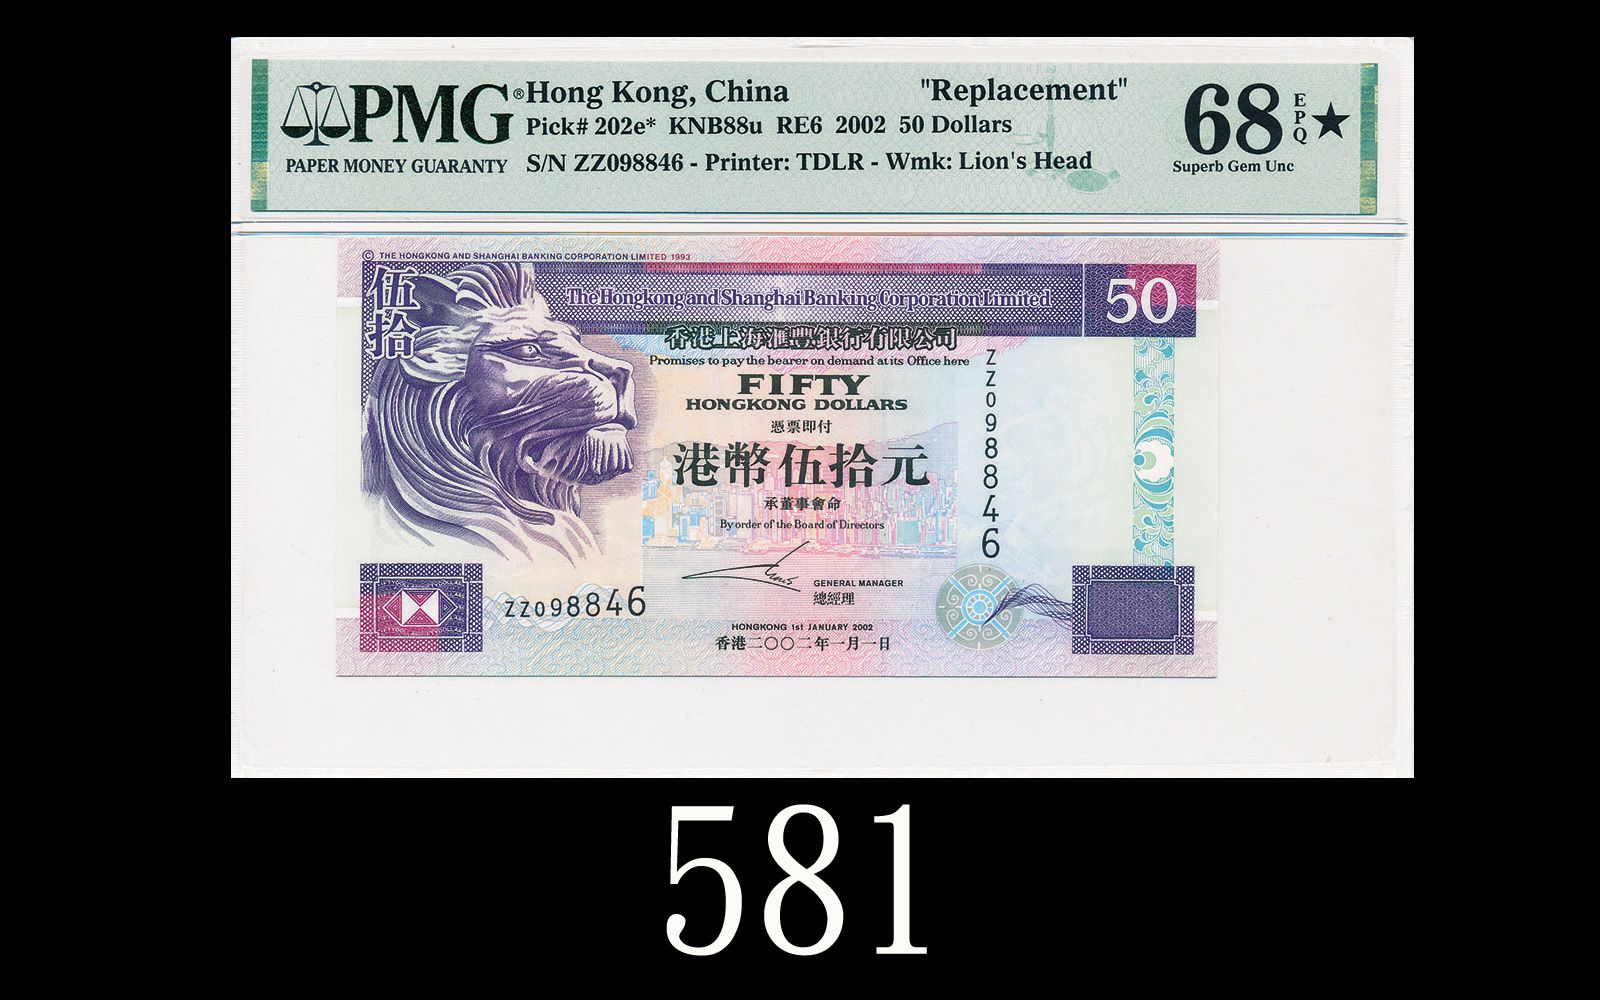 PMG® Hong Kong, China "Replacement"
Pick# 202e* KNB88u RE6 2002 50 Dollars
PAPER MONEY GUARANTY S/N ZZ098846 - Printer: TDLR - Wmk: Lion's Head
68 EPQ ★
Superb Gem Unc
© THE HONGKONG AND SHANGHAI BANKING CORPORATION LIMITED 1993
伍拾
The Hongkong and Shanghai Banking Corporation Limited
50
香港上海滙豐銀行有限公司
Promises to pay the bearer on demand at its Office here
FIFTY
HONGKONG DOLLARS
憑票即付
港幣伍拾元
承董事會命
By order of the Board of Directors
ZZ098846
GENERAL MANAGER
總經理
ZZ098846
HONGKONG 1st JANUARY 2002
香港二〇〇二年一月一日
581